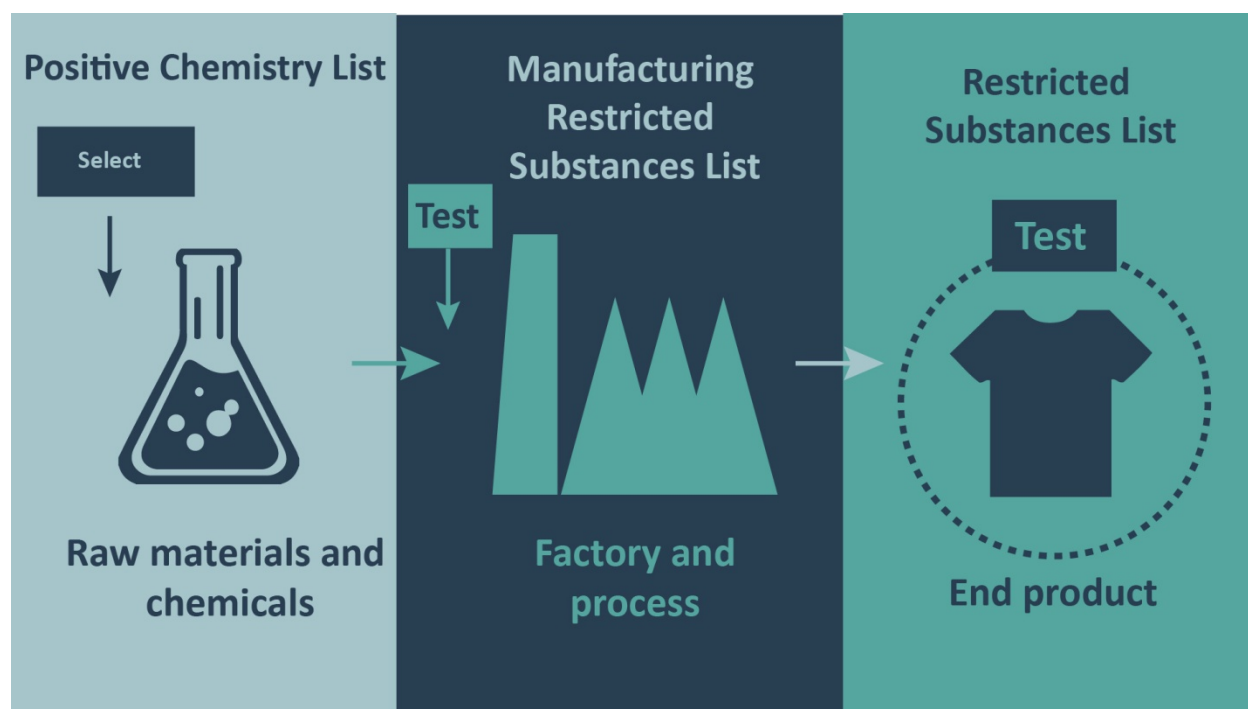 Positive Chemistry List
Select
Raw materials and
chemicals
Manufacturing
Restricted
Substances List
Test
Factory and
process
Restricted
Substances List
Test
End product